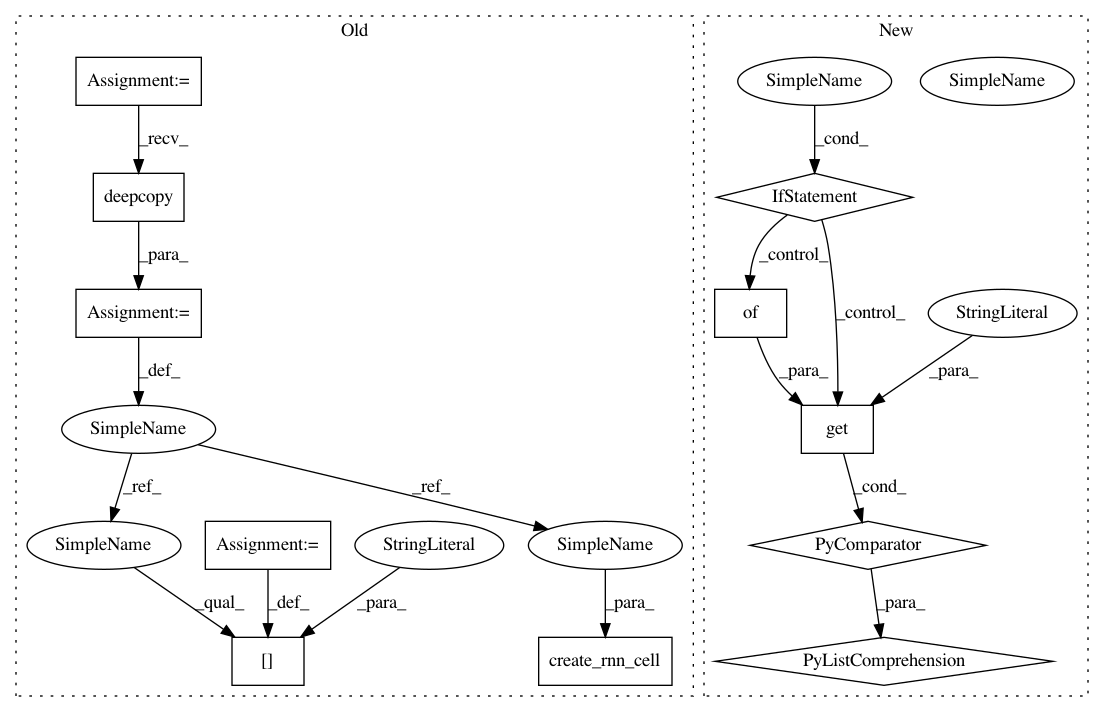 Old
New
Assignment:=
SimpleName
SimpleName
_recv_
_cond_
deepcopy
IfStatement
_para_
_control_
Assignment:=
of
_control_
StringLiteral
_def_
_para_
_para_
SimpleName
get
_ref_
_ref_
_cond_
SimpleName
Assignment:=
StringLiteral
SimpleName
PyComparator
_qual_
_def_
_para_
_para_
_para_
[]
create_rnn_cell
PyListComprehension